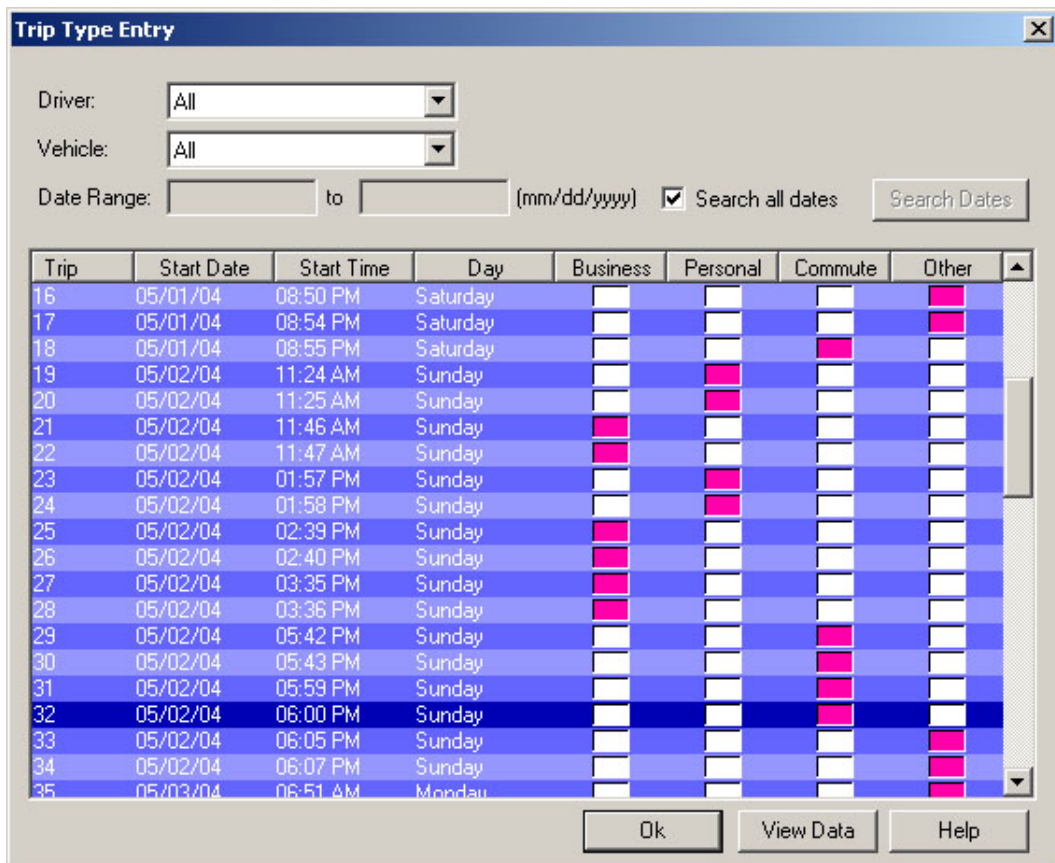 Trip Type Entry
Driver: All
Vehicle: All
Date Range: to (mm/dd/yyyy) Search all dates Search Dates
Trip Start Date Start Time Day Business Personal Commute Other
16 05/01/04 08:50 PM Saturday
17 05/01/04 08:54 PM Saturday
18 05/01/04 08:55 PM Saturday
19 05/02/04 11:24 AM Sunday
20 05/02/04 11:25 AM Sunday
21 05/02/04 11:46 AM Sunday
22 05/02/04 11:47 AM Sunday
23 05/02/04 01:57 PM Sunday
24 05/02/04 01:58 PM Sunday
25 05/02/04 02:39 PM Sunday
26 05/02/04 02:40 PM Sunday
27 05/02/04 03:35 PM Sunday
28 05/02/04 03:36 PM Sunday
29 05/02/04 05:42 PM Sunday
30 05/02/04 05:43 PM Sunday
31 05/02/04 05:59 PM Sunday
32 05/02/04 06:00 PM Sunday
33 05/02/04 06:05 PM Sunday
34 05/02/04 06:07 PM Sunday
35 05/03/04 06:51 AM Monday
Ok View Data Help